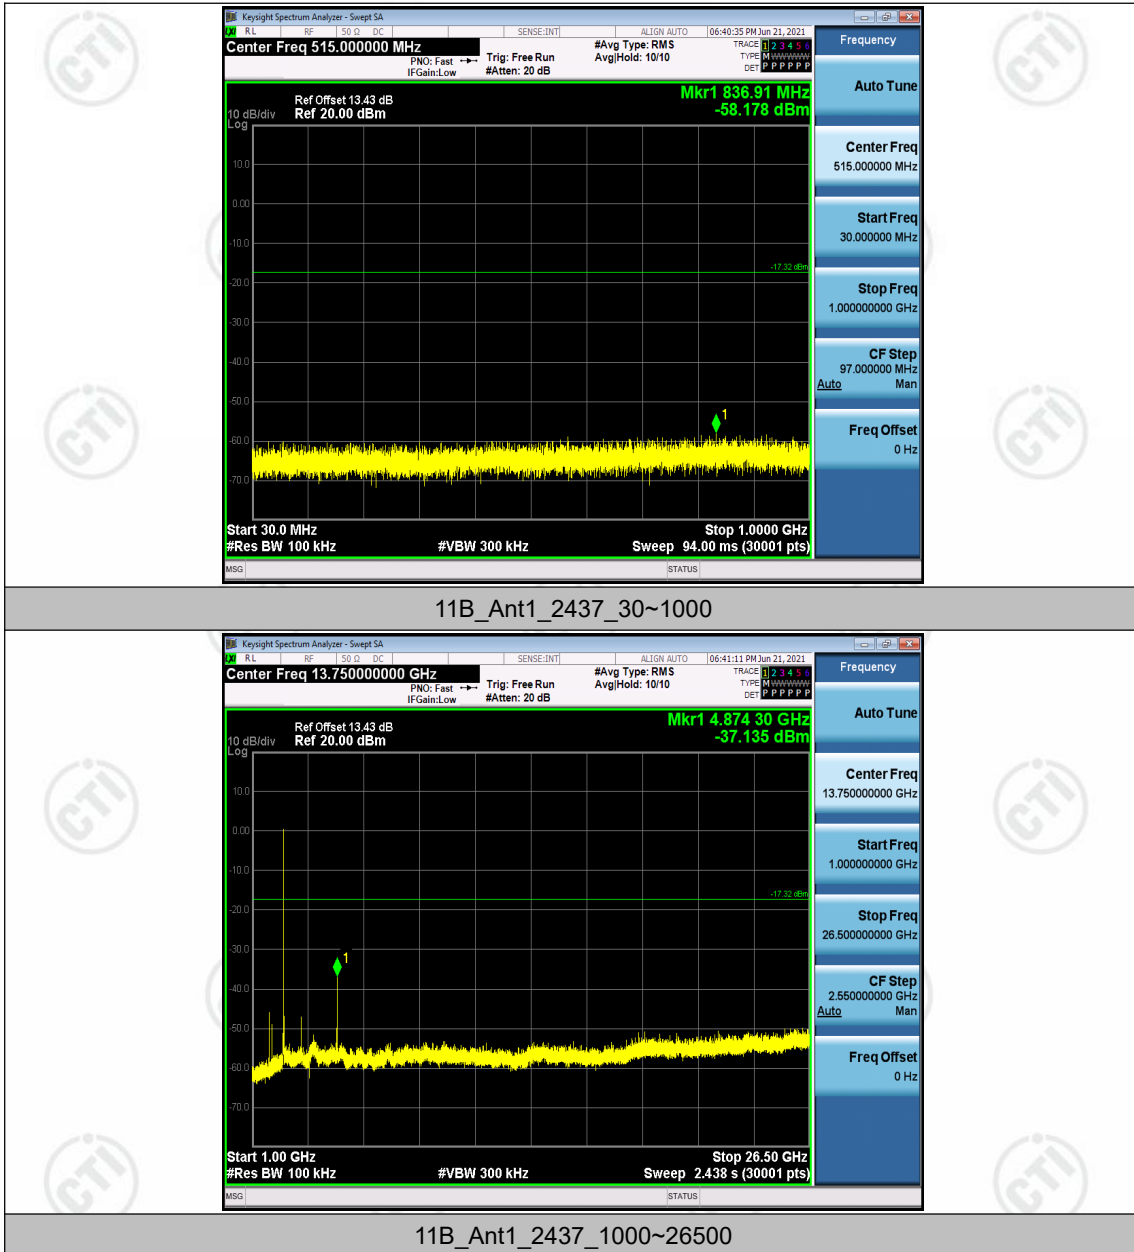 Keysight Spectrum Analyzer - Swept SA
LXI RL RF 50 Ω DC SENSE:INT ALIGN AUTO 06:40:35 PM Jun 21, 2021
Center Freq 515.000000 MHz
PNO: Fast
IFGain:Low
Trig: Free Run
#Atten: 20 dB
#Avg Type: RMS
Avg|Hold: 10/10
TRACE 1 2 3 4 5 6
TYPE M WWWWW
DET P P P P P P
Frequency
Auto Tune
Mkr1 836.91 MHz
-58.178 dBm
Ref Offset 13.43 dB
10 dB/div Ref 20.00 dBm
Log
10.0
0.00
-10.0
-17.32 dBm
-20.0
-30.0
-40.0
-50.0
1
-60.0
-70.0
Center Freq
515.000000 MHz
Start Freq
30.000000 MHz
Stop Freq
1.000000000 GHz
CF Step
97.000000 MHz
Auto Man
Freq Offset
0 Hz
Start 30.0 MHz Stop 1.0000 GHz
#Res BW 100 kHz #VBW 300 kHz Sweep 94.00 ms (30001 pts)
MSG STATUS
11B_Ant1_2437_30~1000
Keysight Spectrum Analyzer - Swept SA
LXI RL RF 50 Ω DC SENSE:INT ALIGN AUTO 06:41:11 PM Jun 21, 2021
Center Freq 13.750000000 GHz
PNO: Fast
IFGain:Low
Trig: Free Run
#Atten: 20 dB
#Avg Type: RMS
Avg|Hold: 10/10
TRACE 1 2 3 4 5 6
TYPE M WWWWW
DET P P P P P P
Frequency
Auto Tune
Mkr1 4.874 30 GHz
-37.135 dBm
Ref Offset 13.43 dB
10 dB/div Ref 20.00 dBm
Log
10.0
0.00
-10.0
-17.32 dBm
-20.0
-30.0
1
-40.0
-50.0
-60.0
-70.0
Center Freq
13.750000000 GHz
Start Freq
1.000000000 GHz
Stop Freq
26.500000000 GHz
CF Step
2.550000000 GHz
Auto Man
Freq Offset
0 Hz
Start 1.00 GHz Stop 26.50 GHz
#Res BW 100 kHz #VBW 300 kHz Sweep 2.438 s (30001 pts)
MSG STATUS
11B_Ant1_2437_1000~26500
CTI
CTI
CTI
CTI
CTI
CTI
CTI
CTI